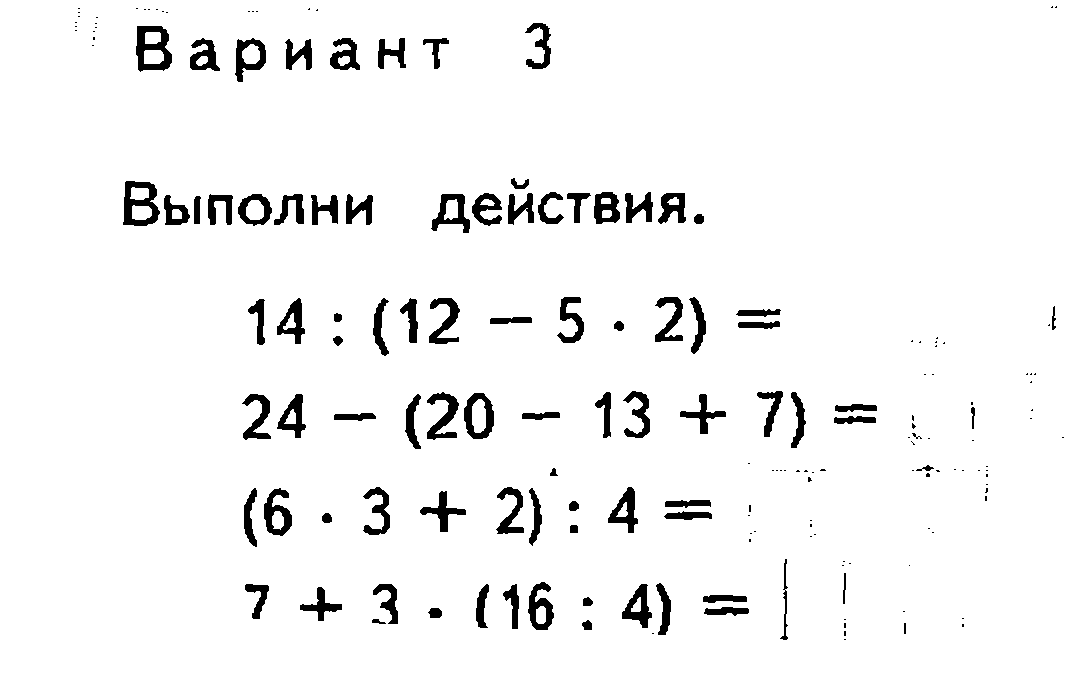 Вариант 3
Выполни действия.
14 : (12 − 5 · 2) =
24 − (20 − 13 + 7) =
(6 · 3 + 2) : 4 =
7 + 3 · (16 : 4) =